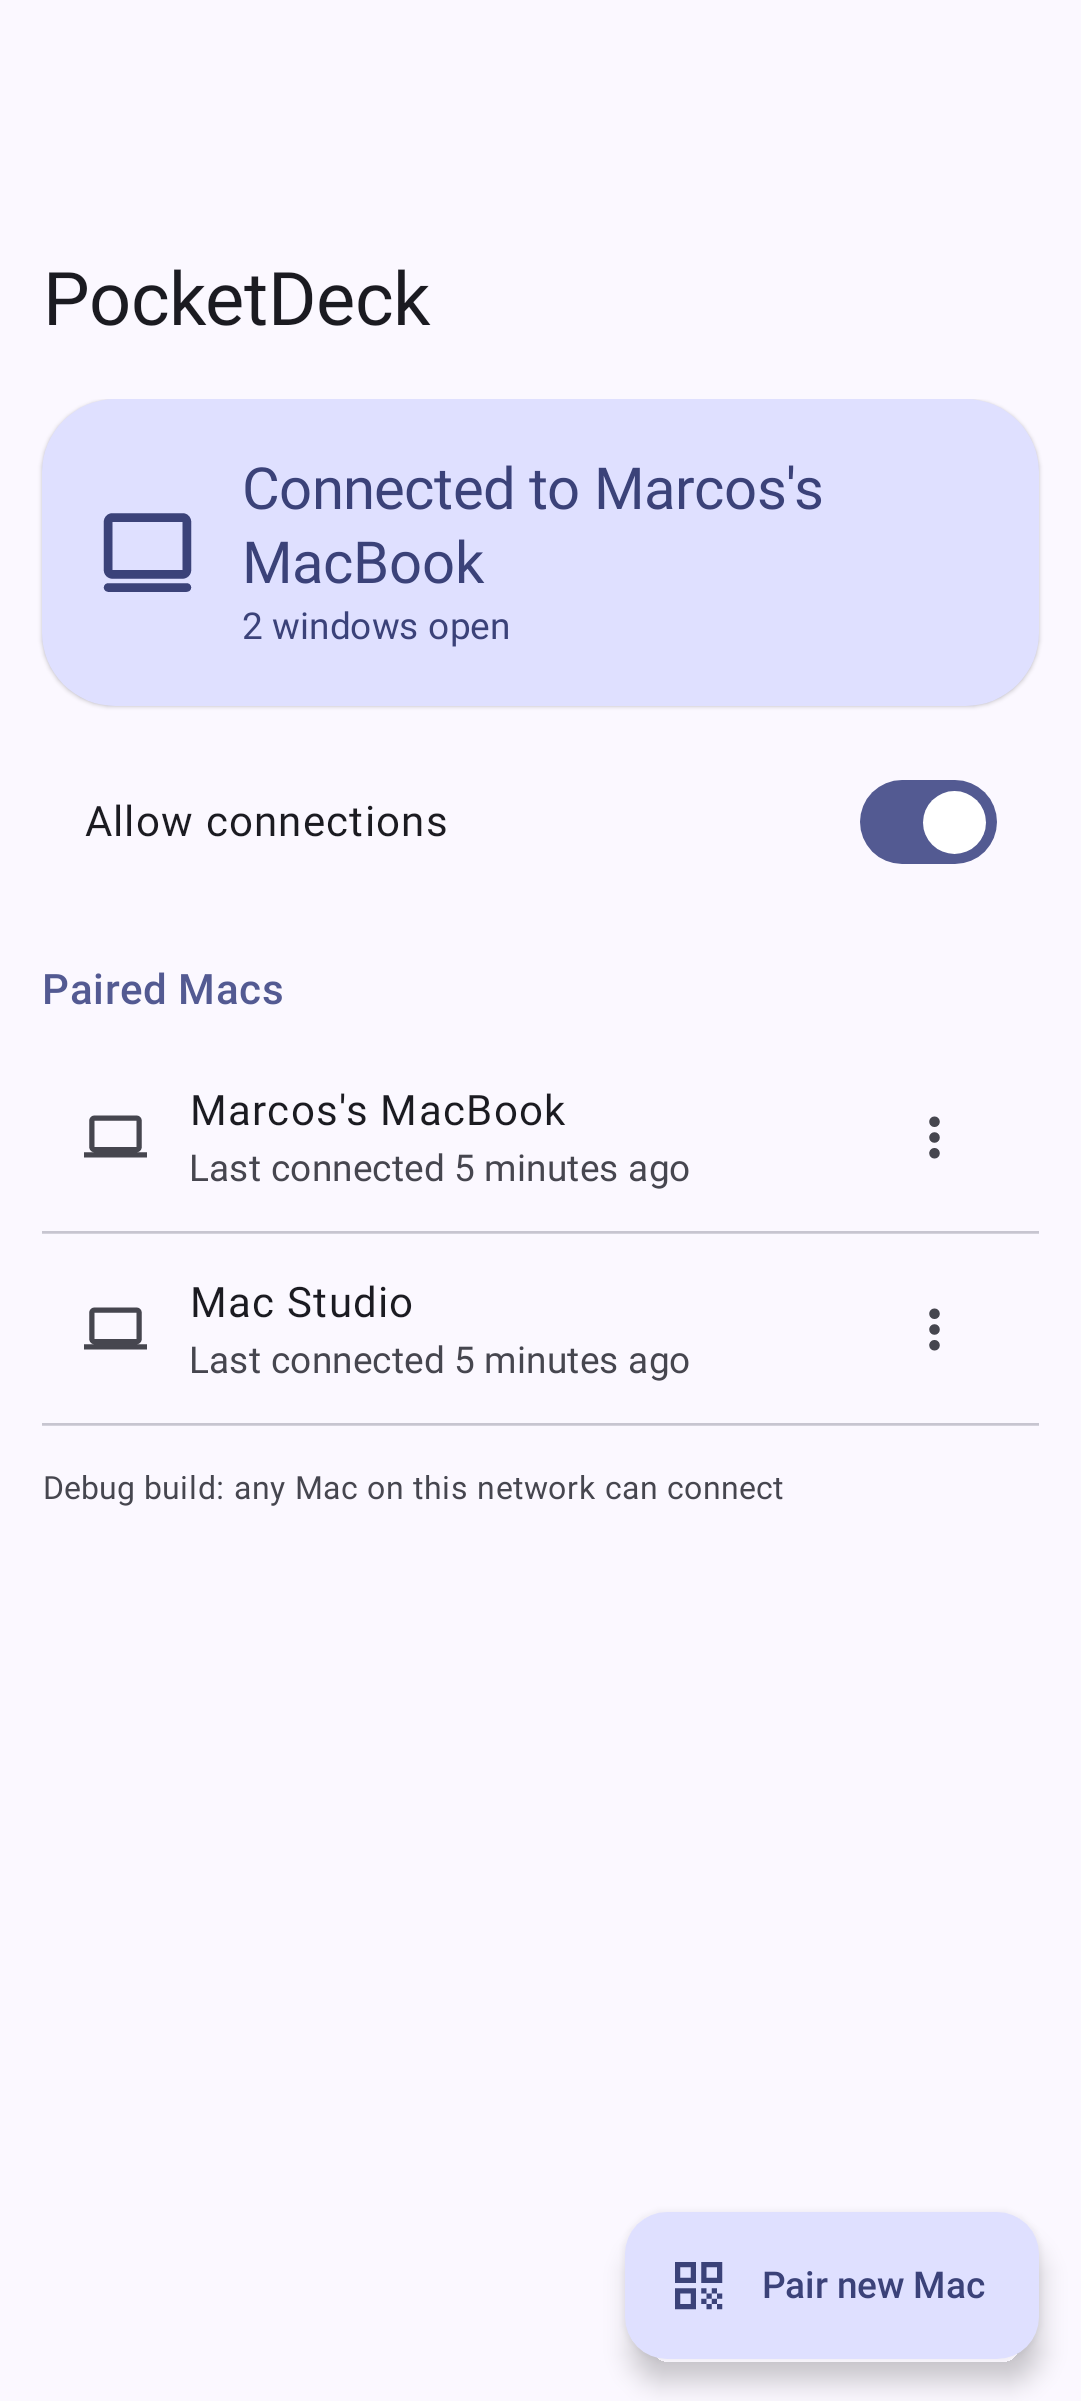 PocketDeck
Connected to Marcos's
MacBook
2 windows open
Allow connections
Paired Macs
Marcos's MacBook
Last connected 5 minutes ago
Mac Studio
Last connected 5 minutes ago
Debug build: any Mac on this network can connect
Pair new Mac